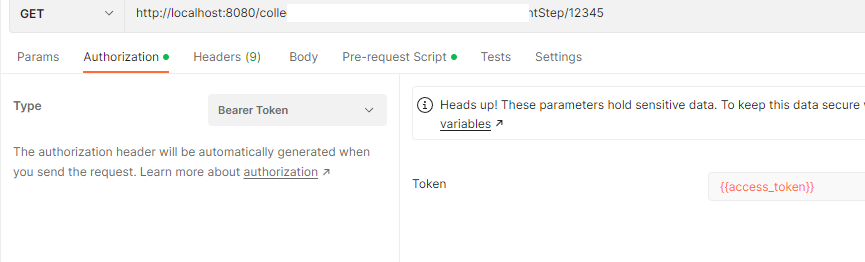 GET http://localhost:8080/colle ntStep/12345
Params Authorization Headers (9) Body Pre-request Script Tests Settings
Type
Bearer Token
The authorization header will be automatically generated when
you send the request. Learn more about authorization ↗
Heads up! These parameters hold sensitive data. To keep this data secure
variables ↗
Token
{{access_token}}